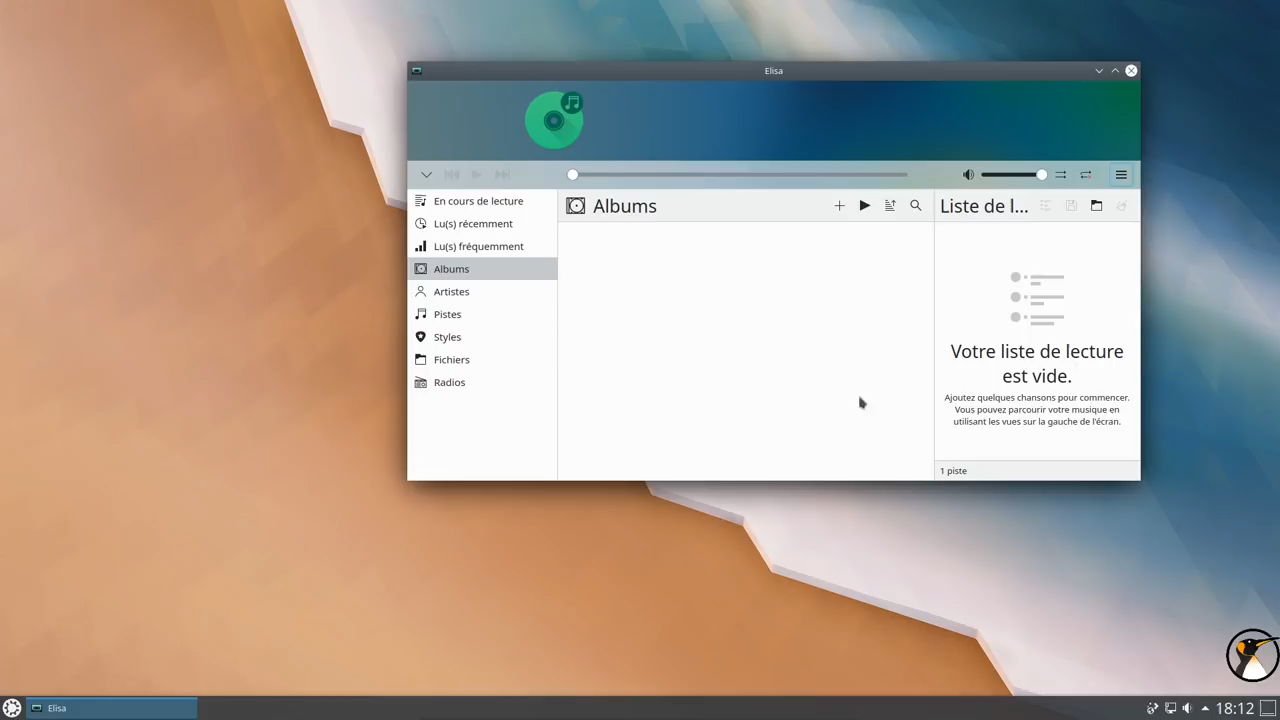 Elisa
En cours de lecture
Lu(s) récemment
Lu(s) fréquemment
Albums
Artistes
Pistes
Styles
Fichiers
Radios
Albums
Liste de l...
Votre liste de lecture
est vide.
Ajoutez quelques chansons pour commencer.
Vous pouvez parcourir votre musique en
utilisant les vues sur la gauche de l'écran.
1 piste
Elisa
18:12